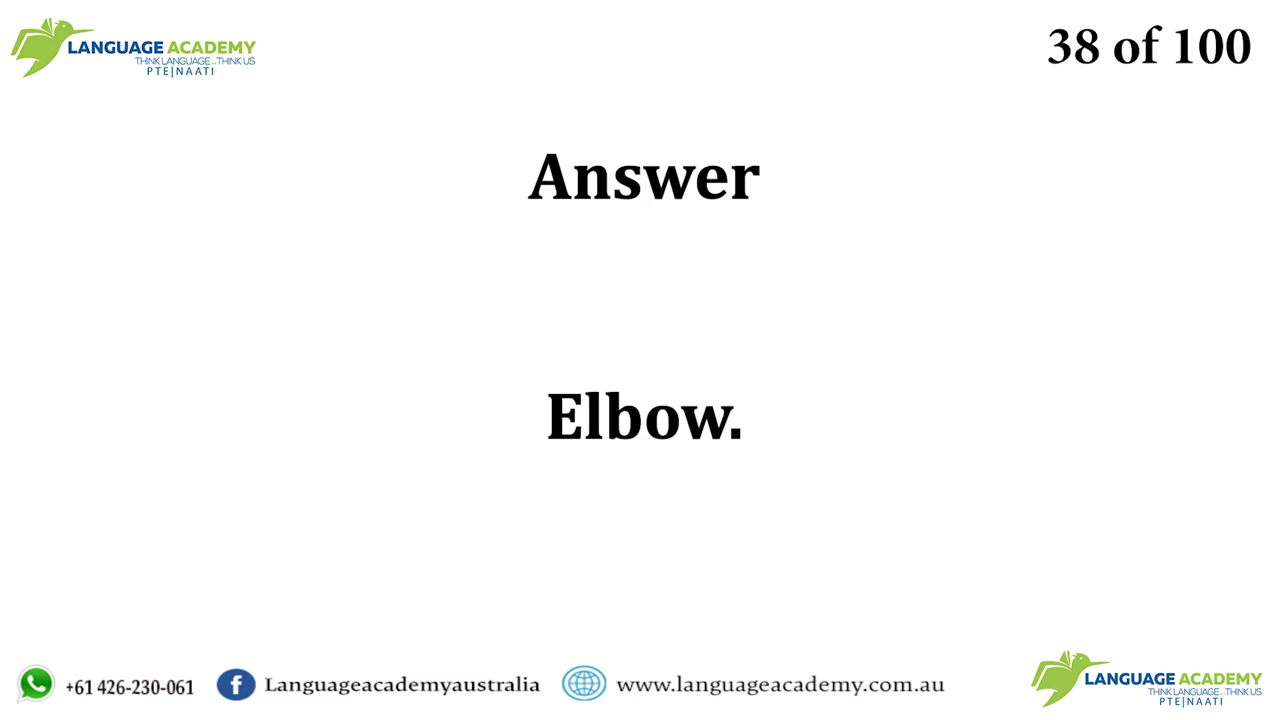 LANGUAGE ACADEMY
THINK LANGUAGE..THINK US
PTE|NAATI
38 of 100
Answer
Elbow.
+61 426-230-061
Languageacademyaustralia
www.languageacademy.com.au
LANGUAGE ACADEMY
THINK LANGUAGE..THINK US
PTE|NAATI